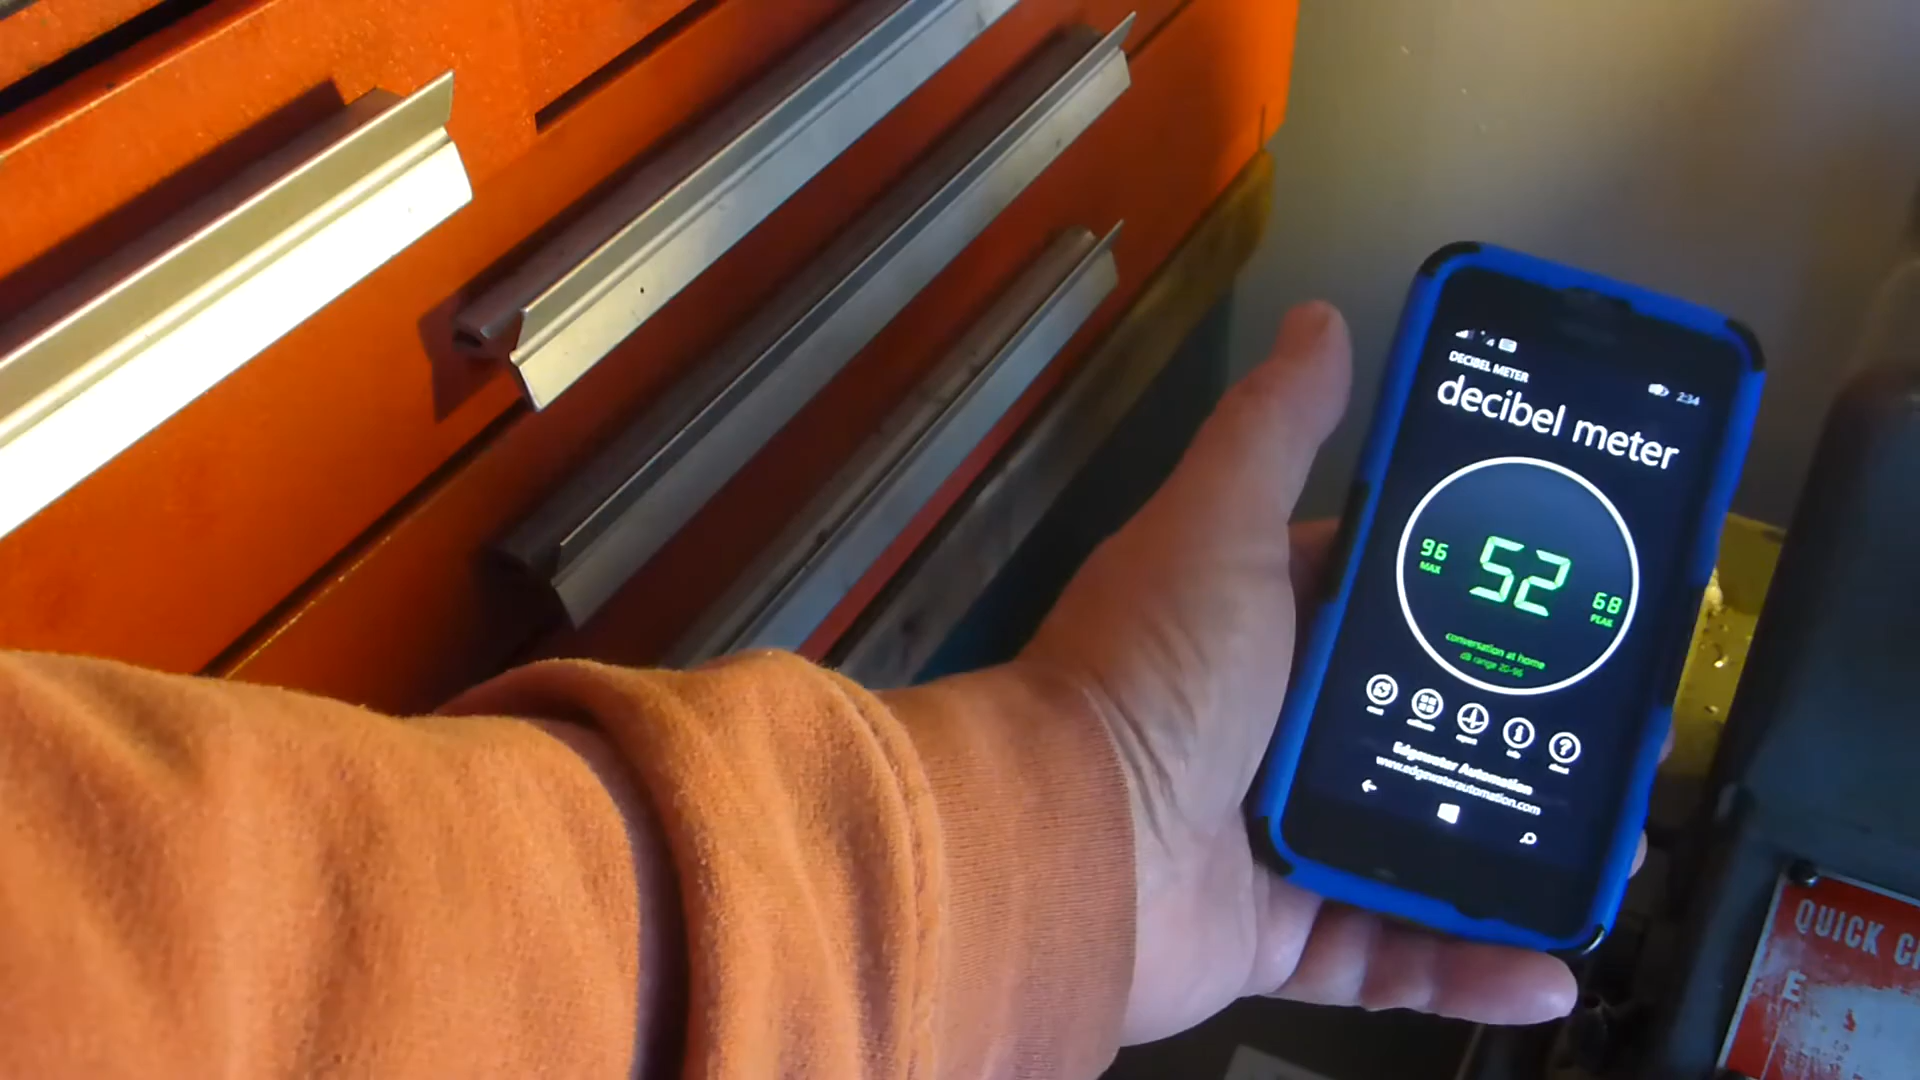 DECIBEL METER
2:34
decibel meter
96
MAX
52
68
PEAK
conversation at home
dB range 20-96
Edgewater Automation
www.edgewaterautomation.com
QUICK
E